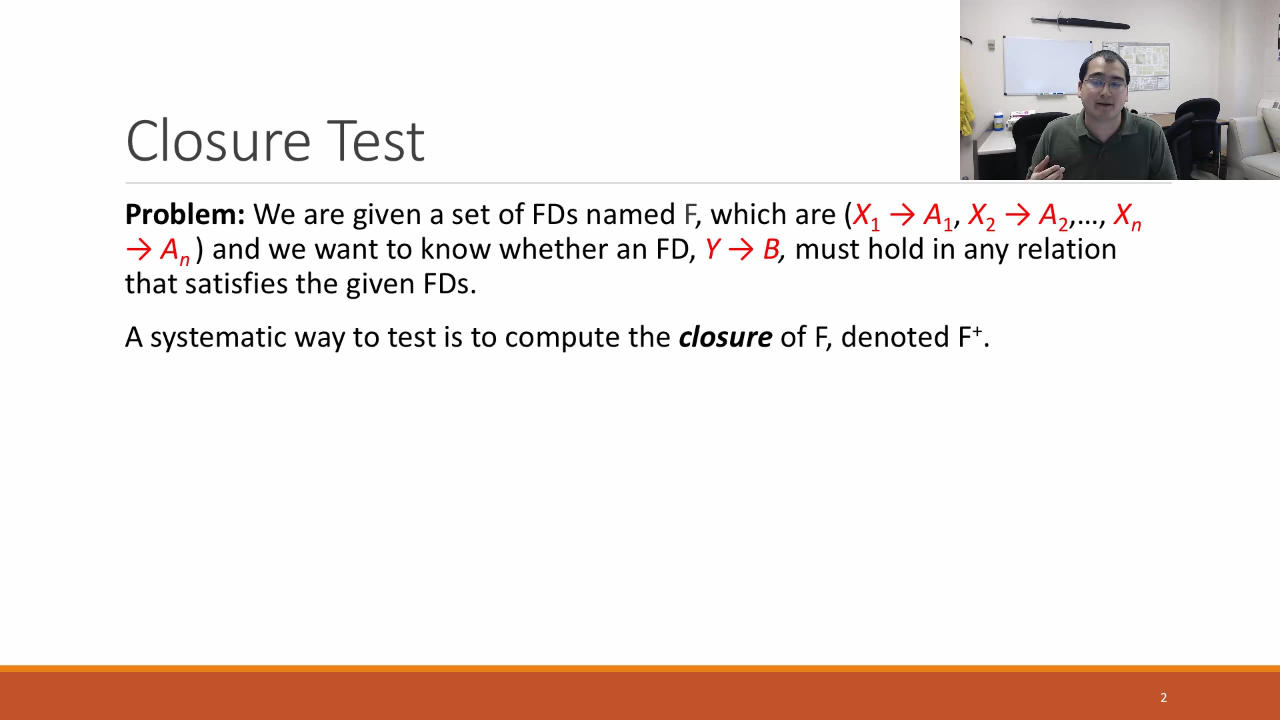 Closure Test
Problem: We are given a set of FDs named F, which are (X₁ → A₁, X₂ → A₂,…, Xₙ
→ Aₙ ) and we want to know whether an FD, Y → B, must hold in any relation
that satisfies the given FDs.
A systematic way to test is to compute the closure of F, denoted F⁺.
2